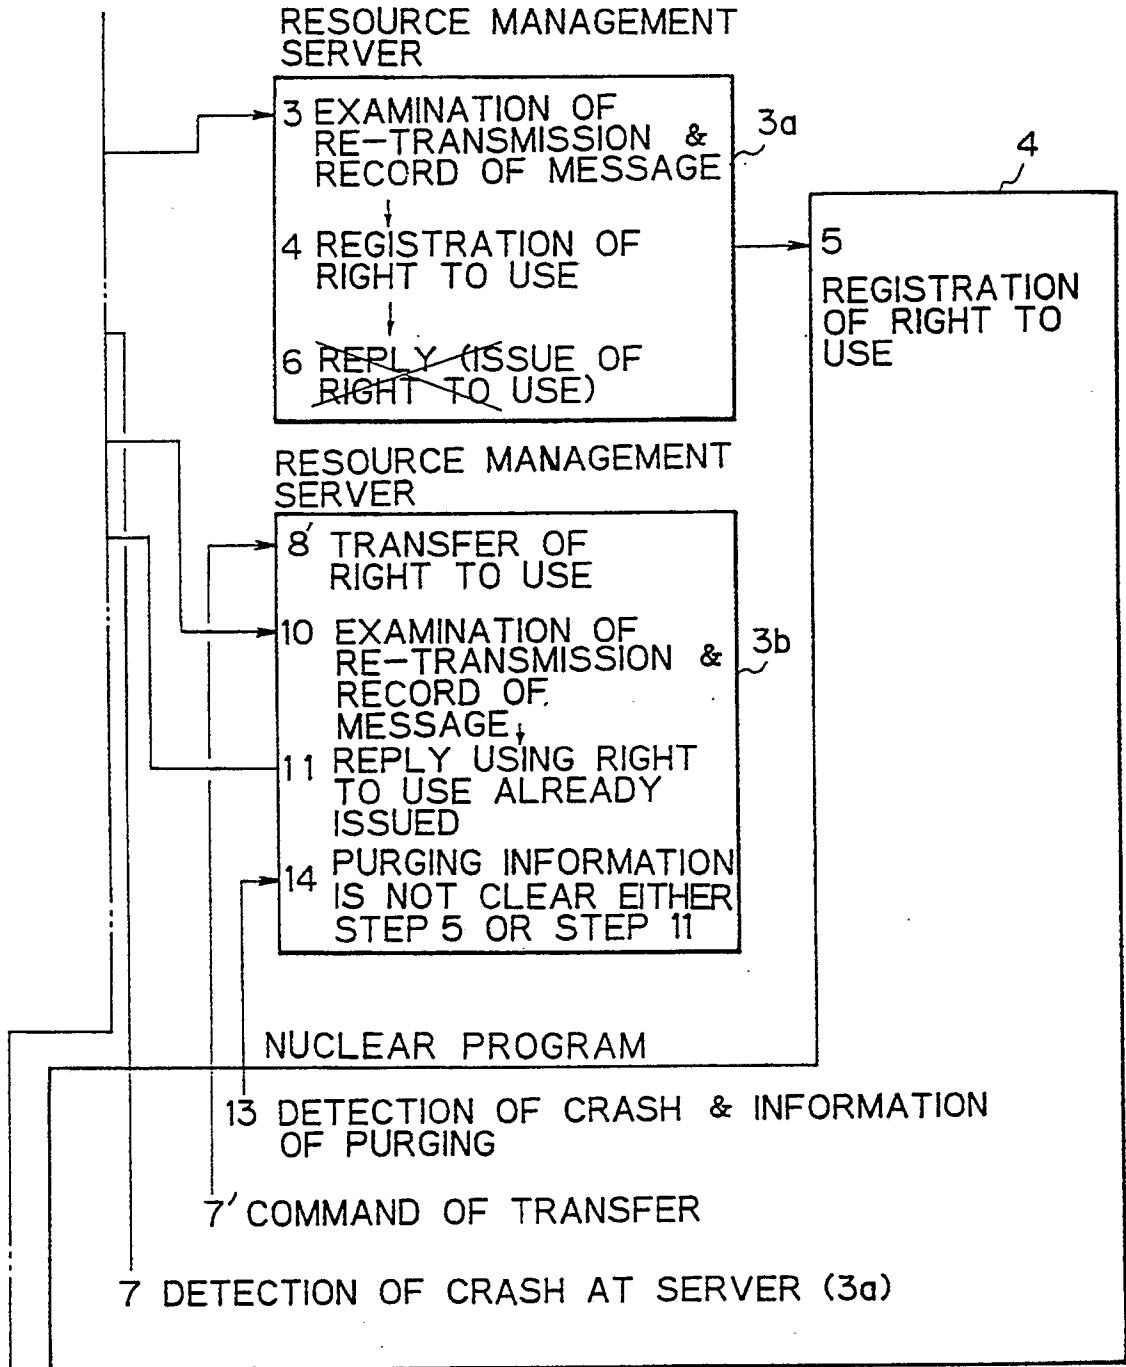 RESOURCE MANAGEMENT
SERVER
3 EXAMINATION OF
RE-TRANSMISSION &
RECORD OF MESSAGE
3a
4 REGISTRATION OF
RIGHT TO USE
6 REPLY (ISSUE OF
RIGHT TO USE)
4
5
REGISTRATION
OF RIGHT TO
USE
RESOURCE MANAGEMENT
SERVER
8' TRANSFER OF
RIGHT TO USE
10 EXAMINATION OF
RE-TRANSMISSION &
RECORD OF
MESSAGE
3b
11 REPLY USING RIGHT
TO USE ALREADY
ISSUED
14 PURGING INFORMATION
IS NOT CLEAR EITHER
STEP 5 OR STEP 11
NUCLEAR PROGRAM
13 DETECTION OF CRASH & INFORMATION
OF PURGING
7' COMMAND OF TRANSFER
7 DETECTION OF CRASH AT SERVER (3a)